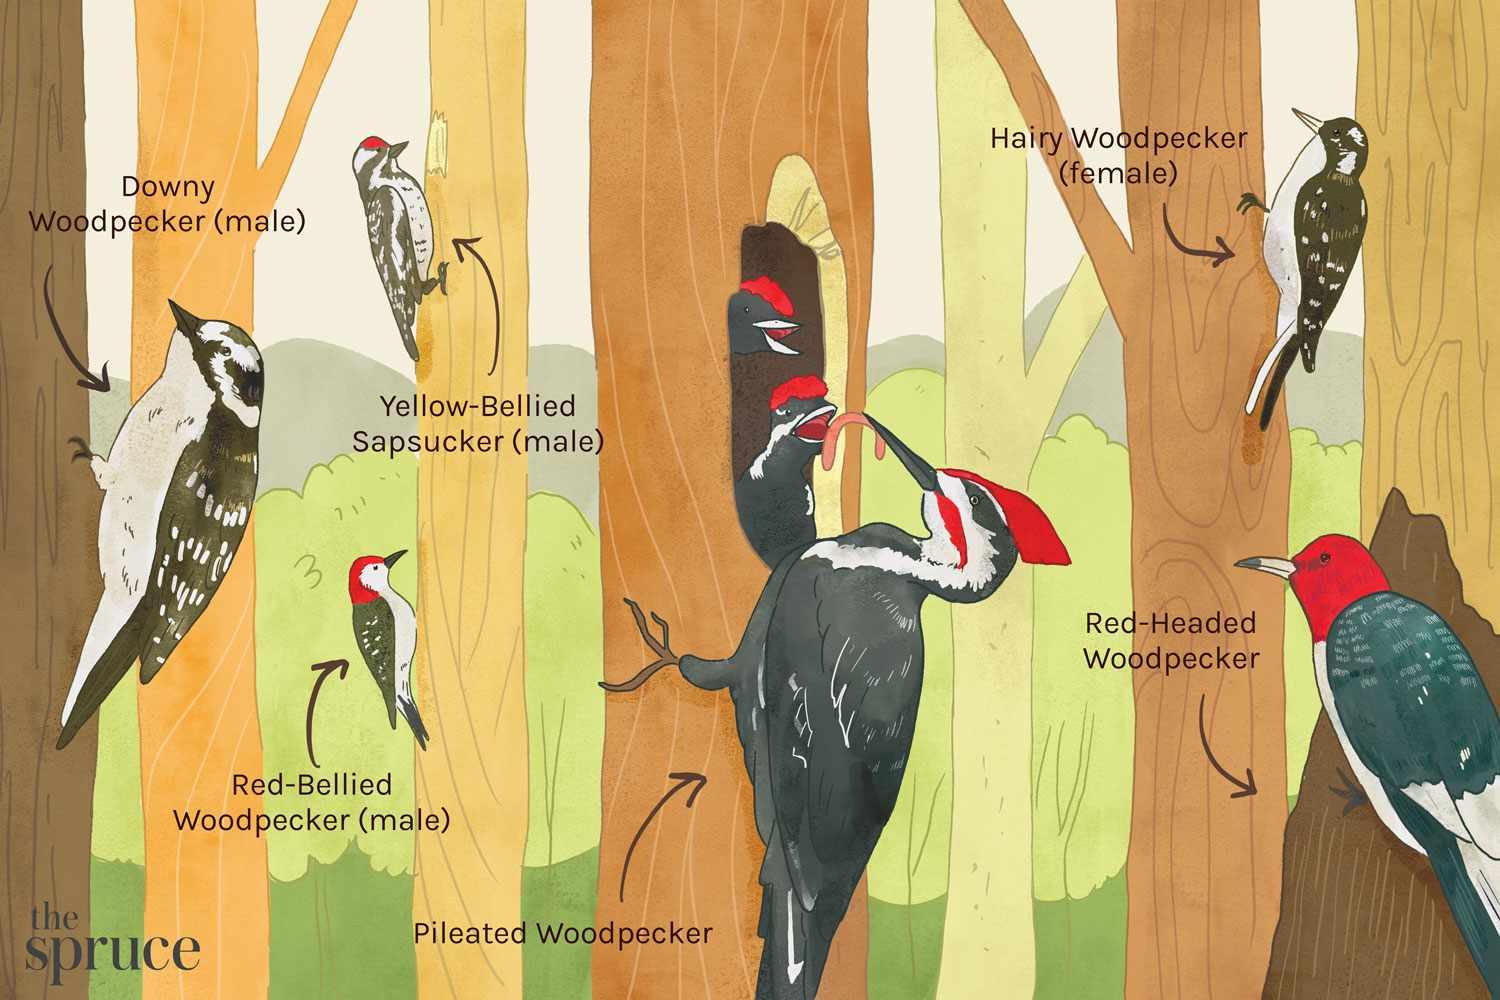 Downy
Woodpecker (male)
Yellow-Bellied
Sapsucker (male)
Hairy Woodpecker
(female)
Red-Bellied
Woodpecker (male)
Red-Headed
Woodpecker
Pileated Woodpecker
the
spruce